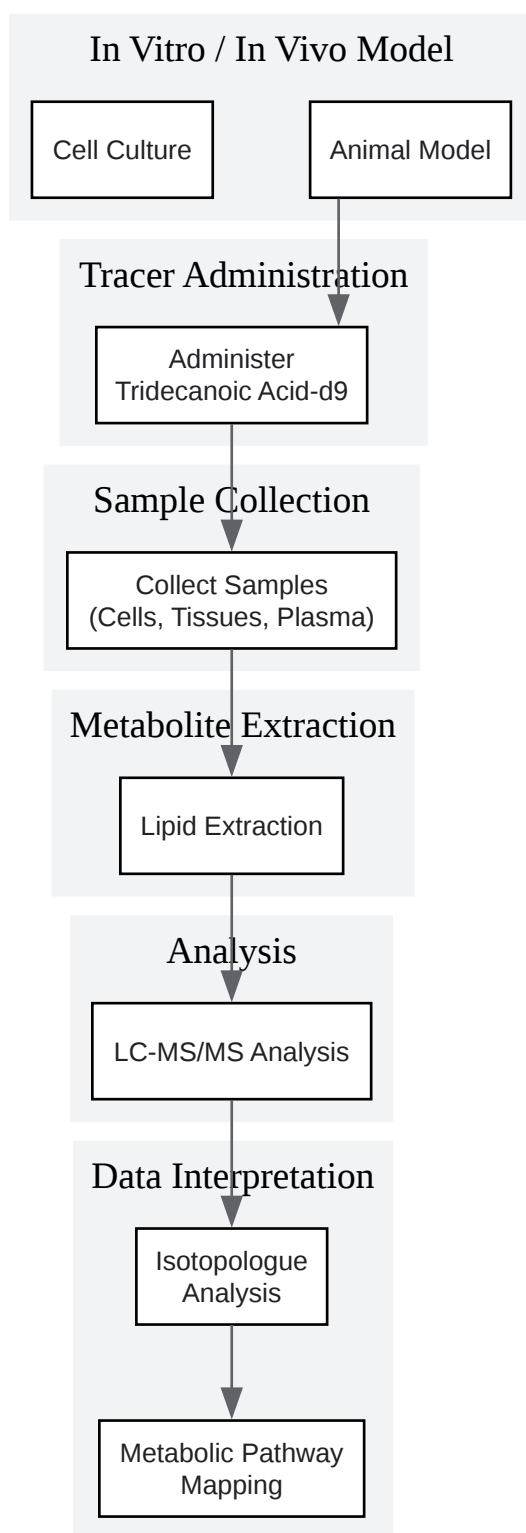 In Vitro / In Vivo Model
Cell Culture
Animal Model
Tracer Administration
Administer
Tridecanoic Acid-d9
Sample Collection
Collect Samples
(Cells, Tissues, Plasma)
Metabolite Extraction
Lipid Extraction
Analysis
LC-MS/MS Analysis
Data Interpretation
Isotopologue
Analysis
Metabolic Pathway
Mapping